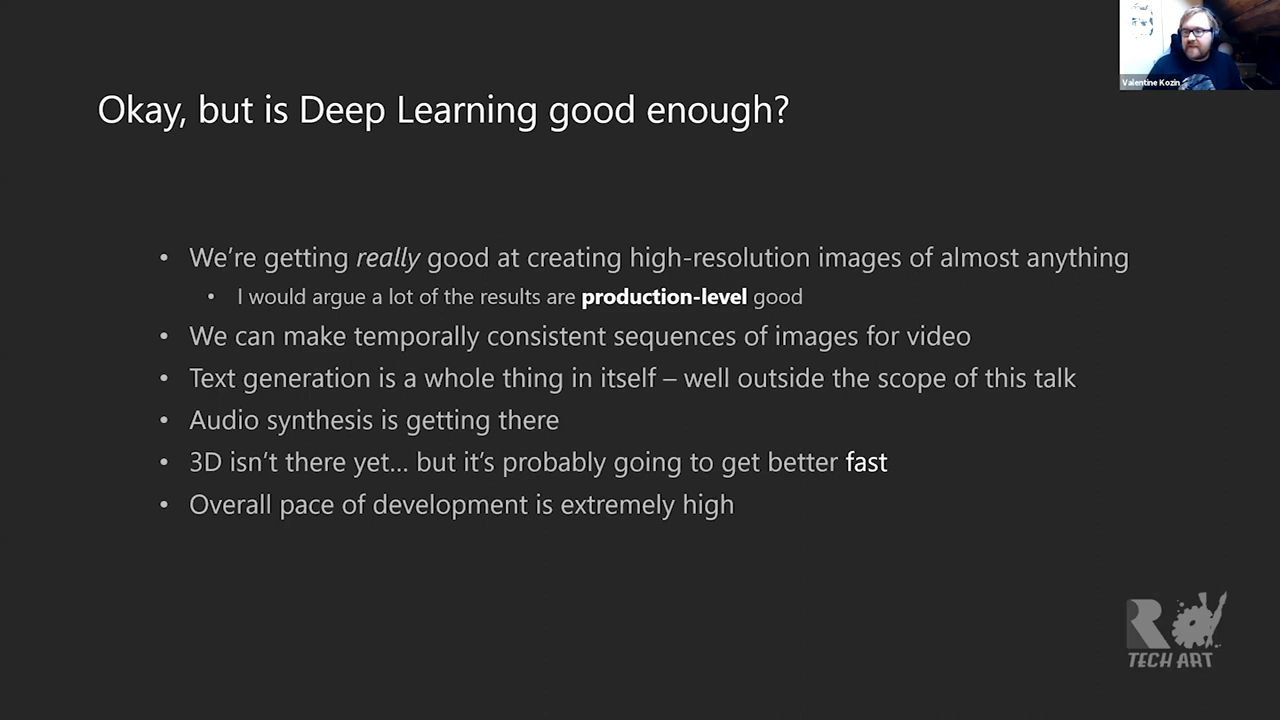 Valentine Kozin
Okay, but is Deep Learning good enough?
• We're getting really good at creating high-resolution images of almost anything
• I would argue a lot of the results are production-level good
• We can make temporally consistent sequences of images for video
• Text generation is a whole thing in itself – well outside the scope of this talk
• Audio synthesis is getting there
• 3D isn't there yet... but it's probably going to get better fast
• Overall pace of development is extremely high
R
TECH ART